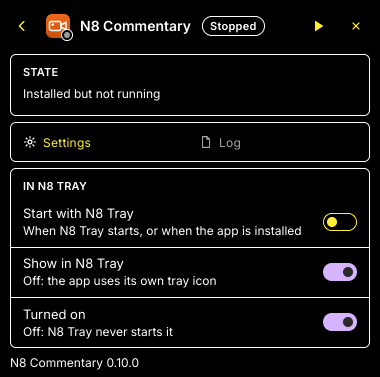 N8 Commentary
Stopped
STATE
Installed but not running
Settings
Log
IN N8 TRAY
Start with N8 Tray
When N8 Tray starts, or when the app is installed
Show in N8 Tray
Off: the app uses its own tray icon
Turned on
Off: N8 Tray never starts it
N8 Commentary 0.10.0